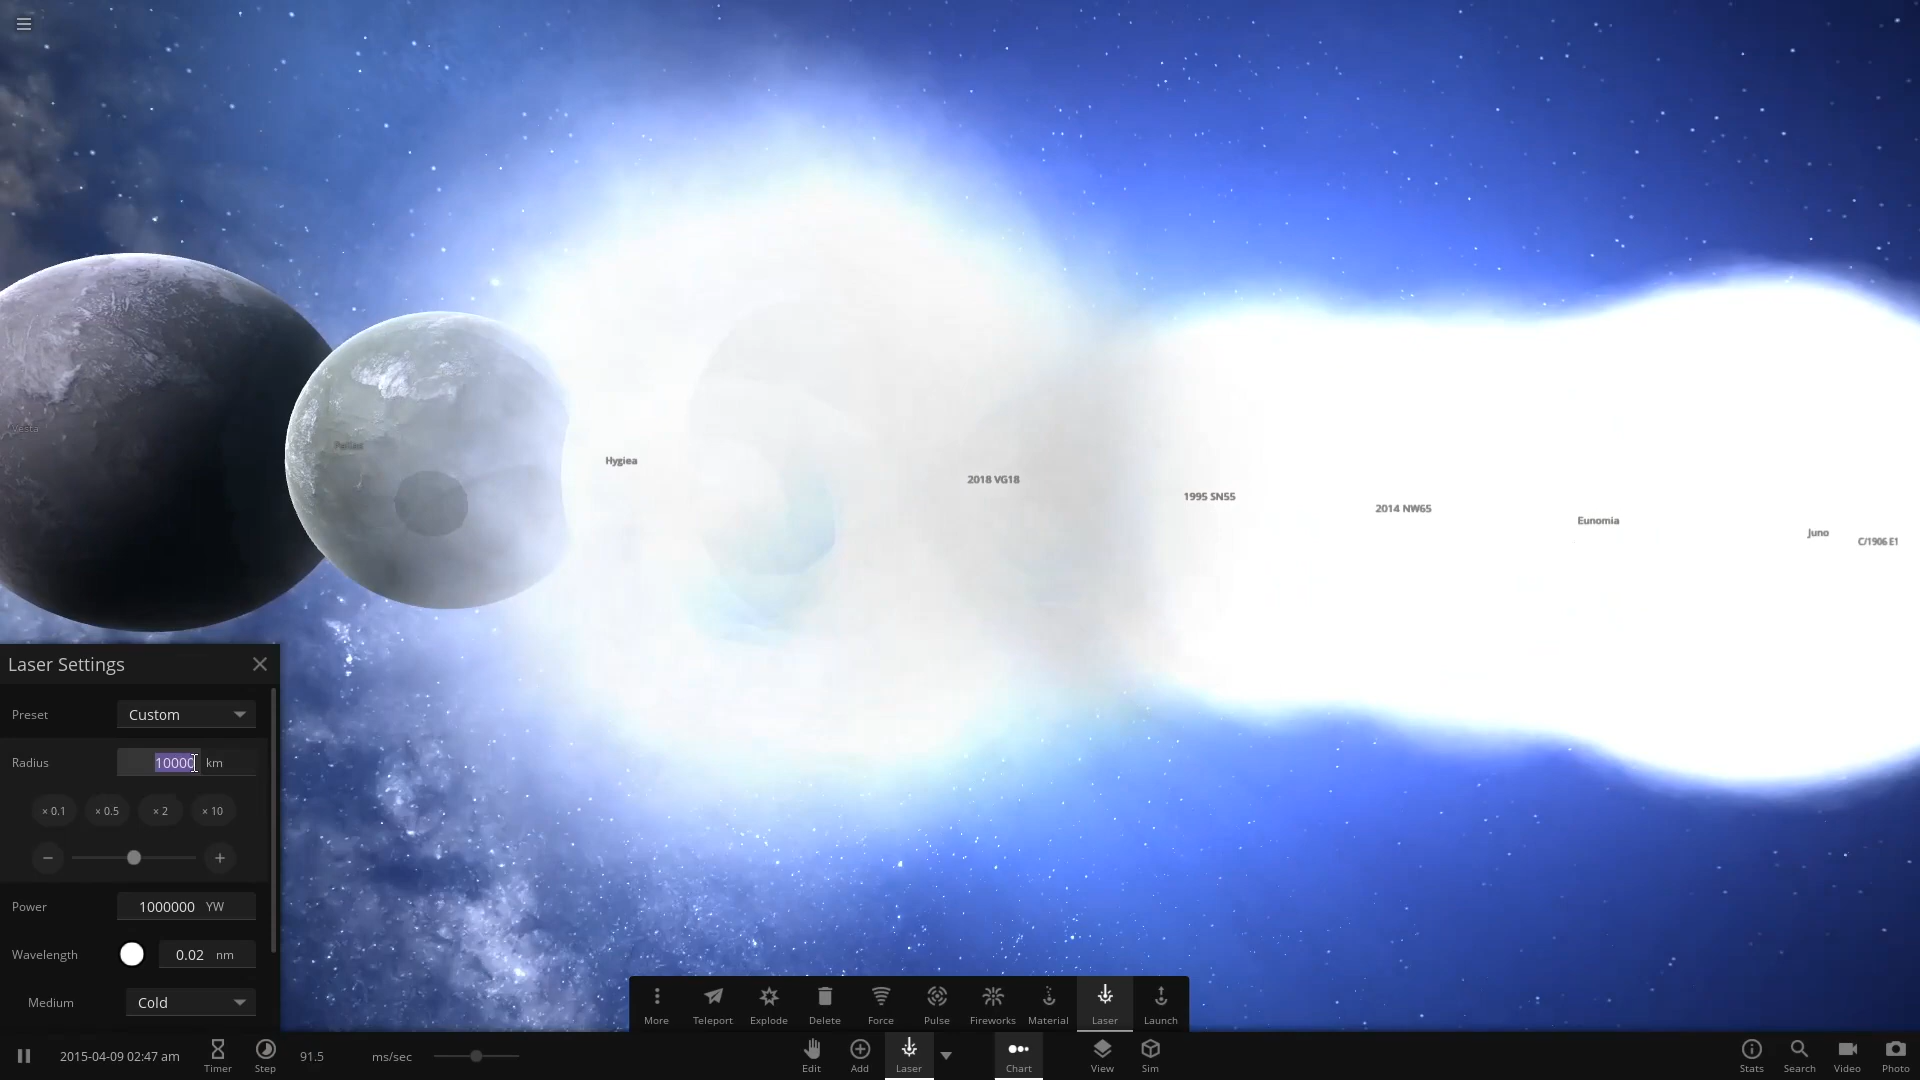 Vesta
Pallas
Hygiea
2018 VG18
1995 SN55
2014 NW65
Eunomia
Juno
C/1906 E1
Laser Settings
Preset Custom
Radius 10000 km
× 0.1 × 0.5 × 2 × 10
Power 1000000 YW
Wavelength 0.02 nm
Medium Cold
More Teleport Explode Delete Force Pulse Fireworks Material Laser Launch
2015-04-09 02:47 am Timer Step 91.5 ms/sec Edit Add Laser Chart View Sim Stats Search Video Photo